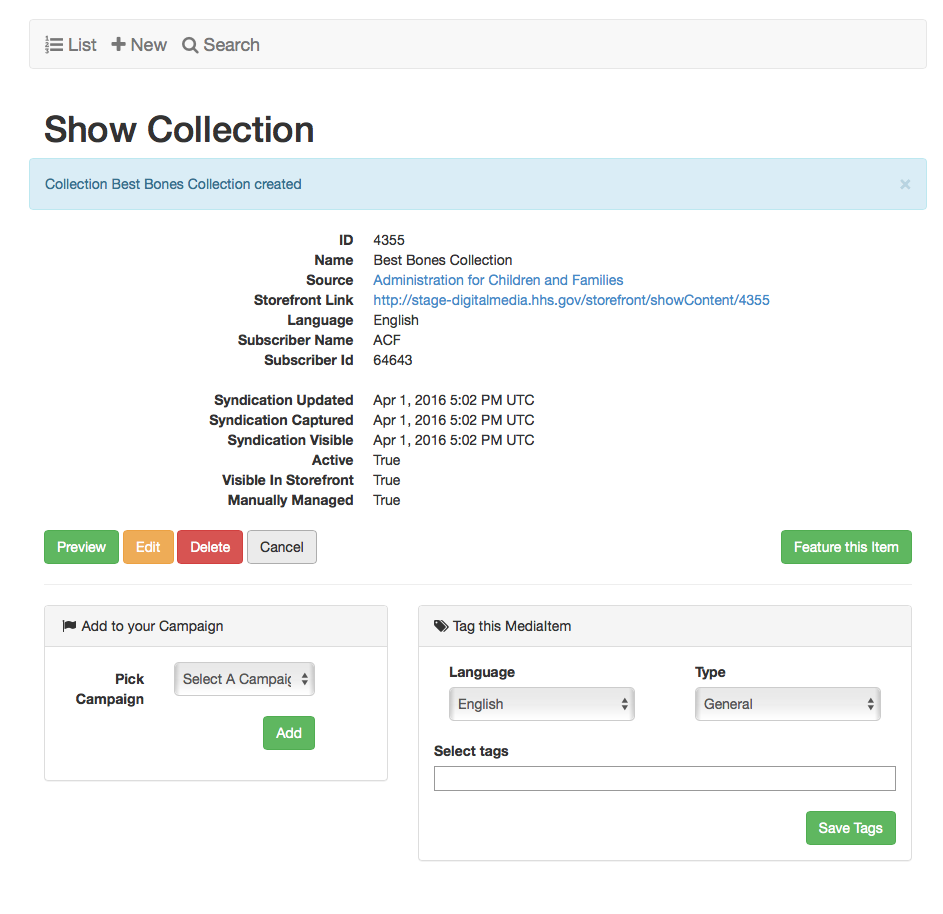 List New Search
Show Collection
Collection Best Bones Collection created ×
ID 4355
Name Best Bones Collection
Source Administration for Children and Families
Storefront Link http://stage-digitalmedia.hhs.gov/storefront/showContent/4355
Language English
Subscriber Name ACF
Subscriber Id 64643
Syndication Updated Apr 1, 2016 5:02 PM UTC
Syndication Captured Apr 1, 2016 5:02 PM UTC
Syndication Visible Apr 1, 2016 5:02 PM UTC
Active True
Visible In Storefront True
Manually Managed True
Preview Edit Delete Cancel Feature this Item
Add to your Campaign
Pick Campaign
Select A Campaig
Add
Tag this MediaItem
Language Type
English General
Select tags
Save Tags